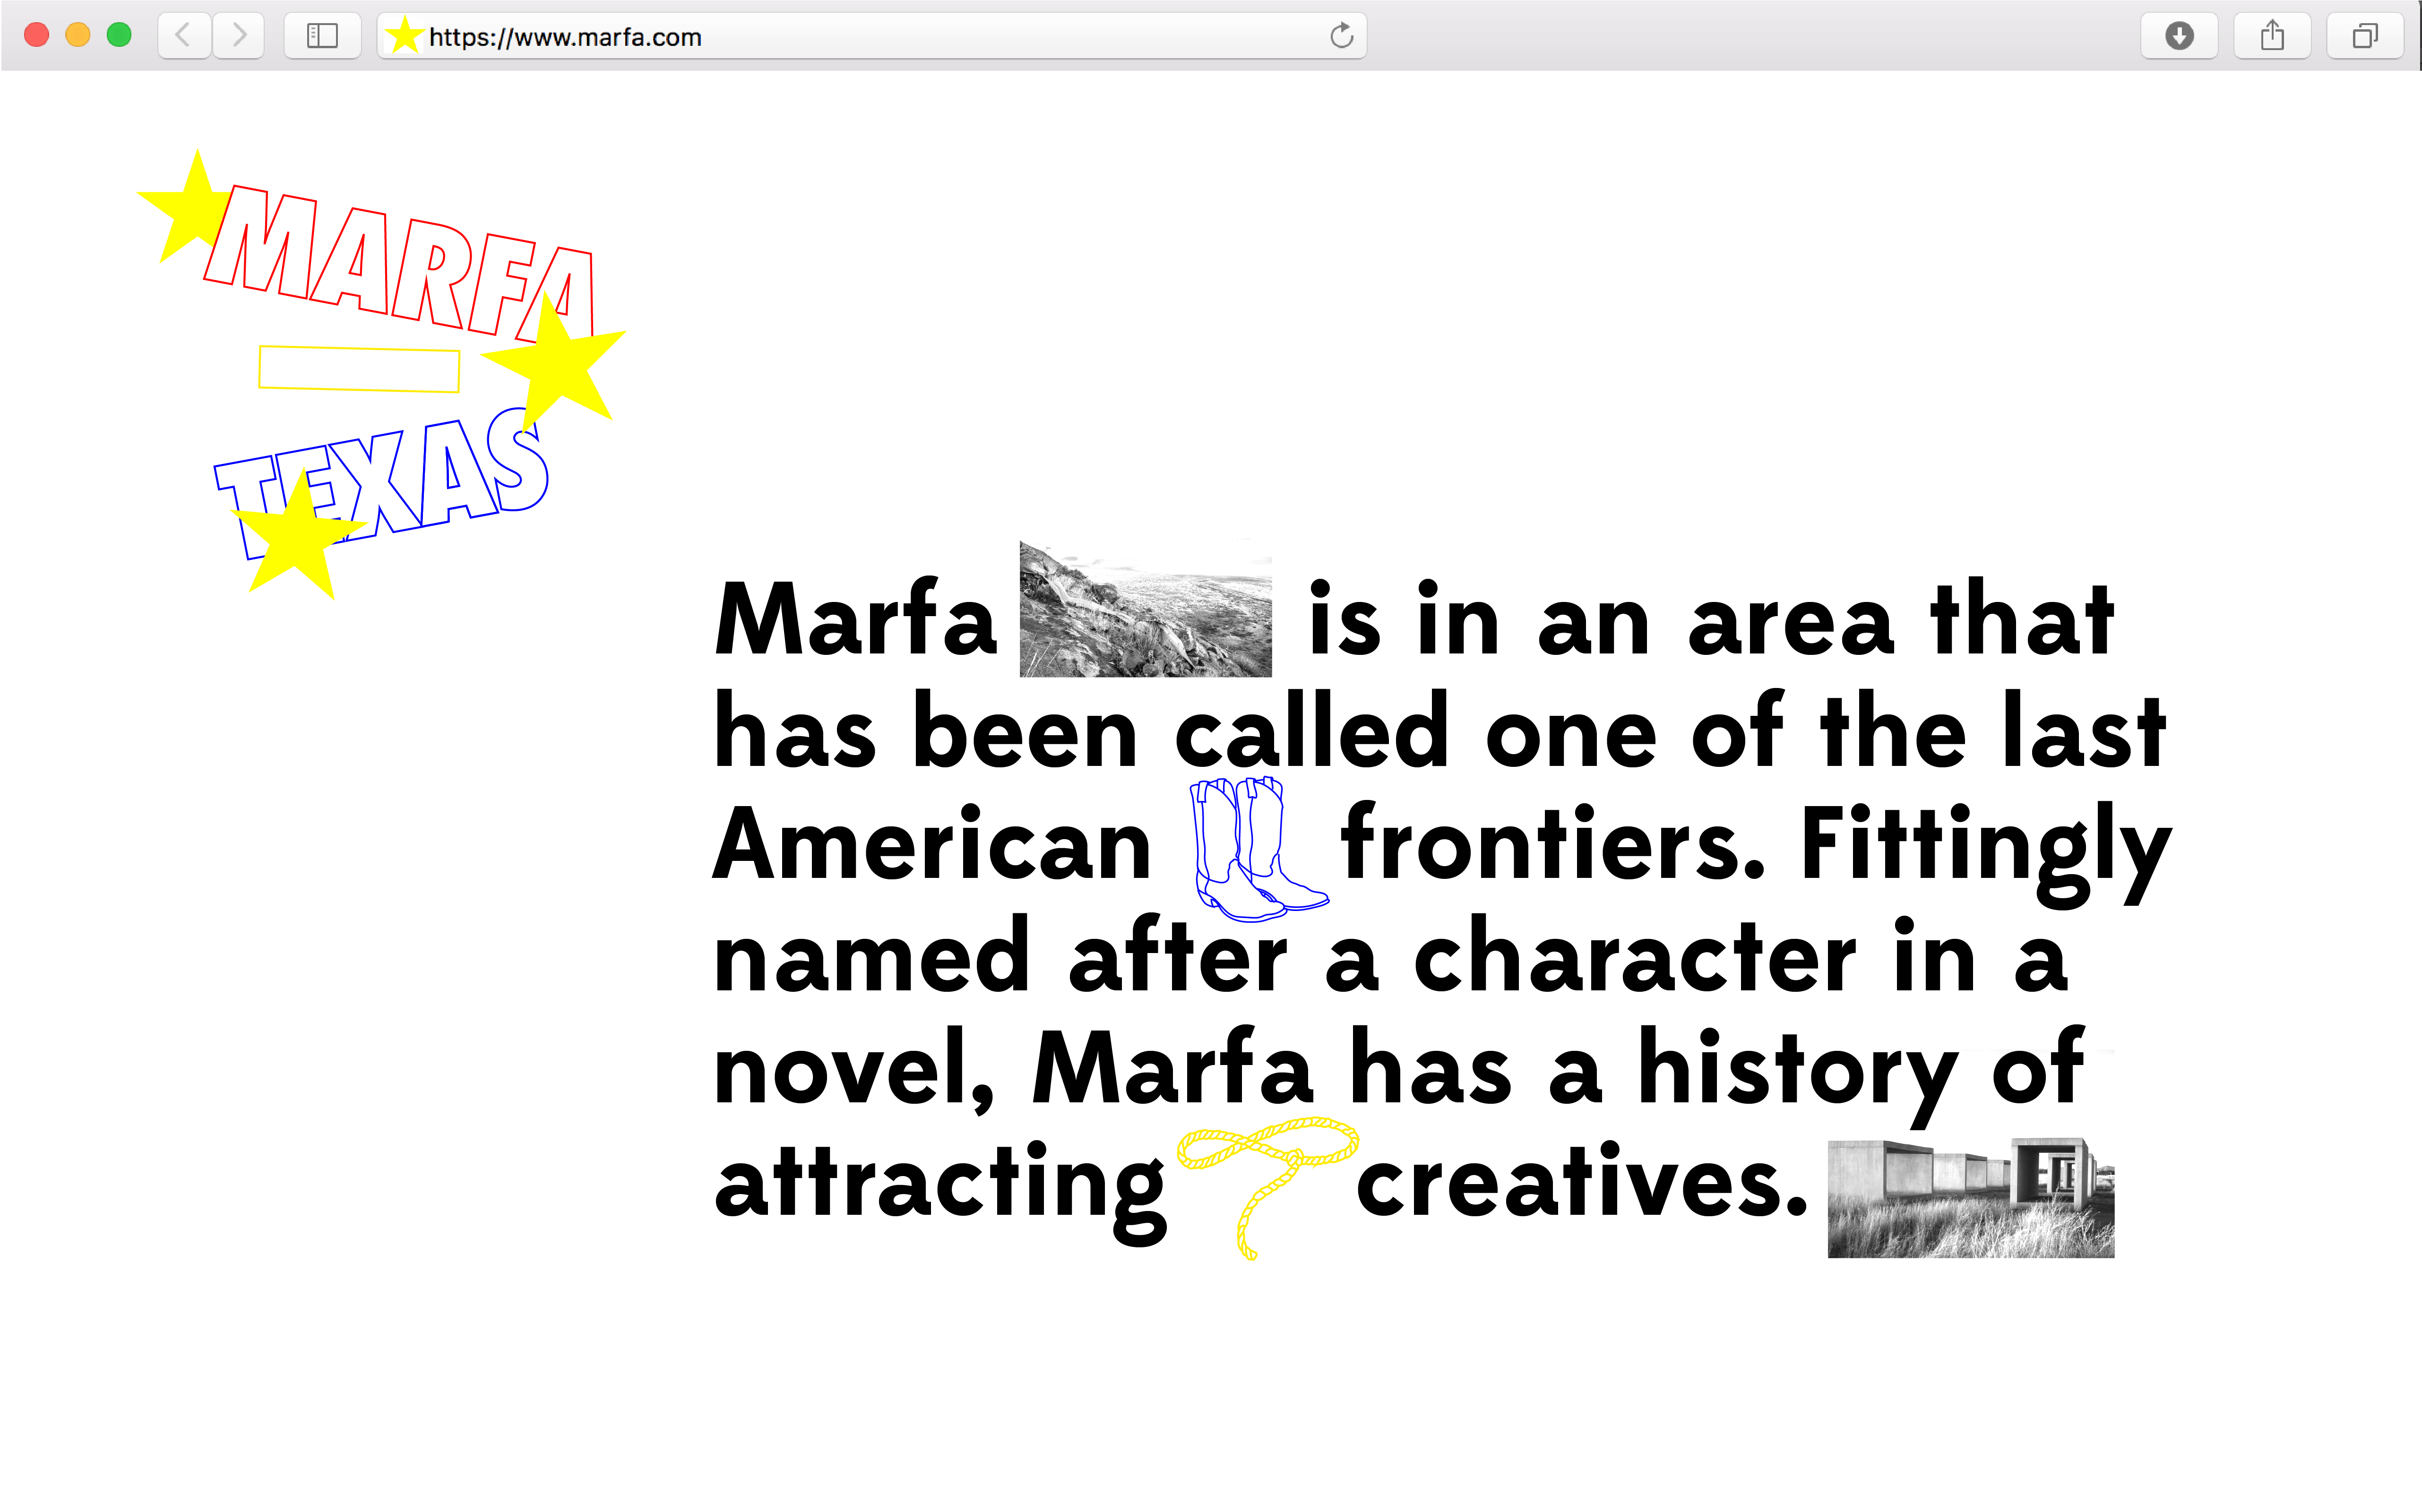 https://www.marfa.com
MARFA
TEXAS
Marfa is in an area that
has been called one of the last
American frontiers. Fittingly
named after a character in a
novel, Marfa has a history of
attracting creatives.